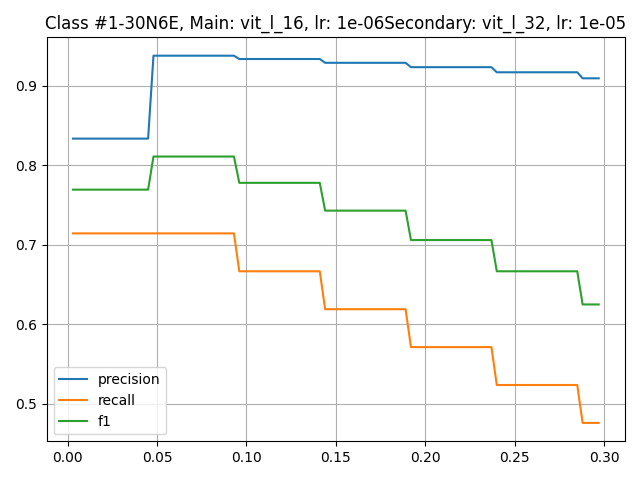 Class #1-30N6E, Main: vit_l_16, lr: 1e-06Secondary: vit_l_32, lr: 1e-05
0.9
0.8
0.7
0.6
0.5
precision
recall
f1
0.00 0.05 0.10 0.15 0.20 0.25 0.30